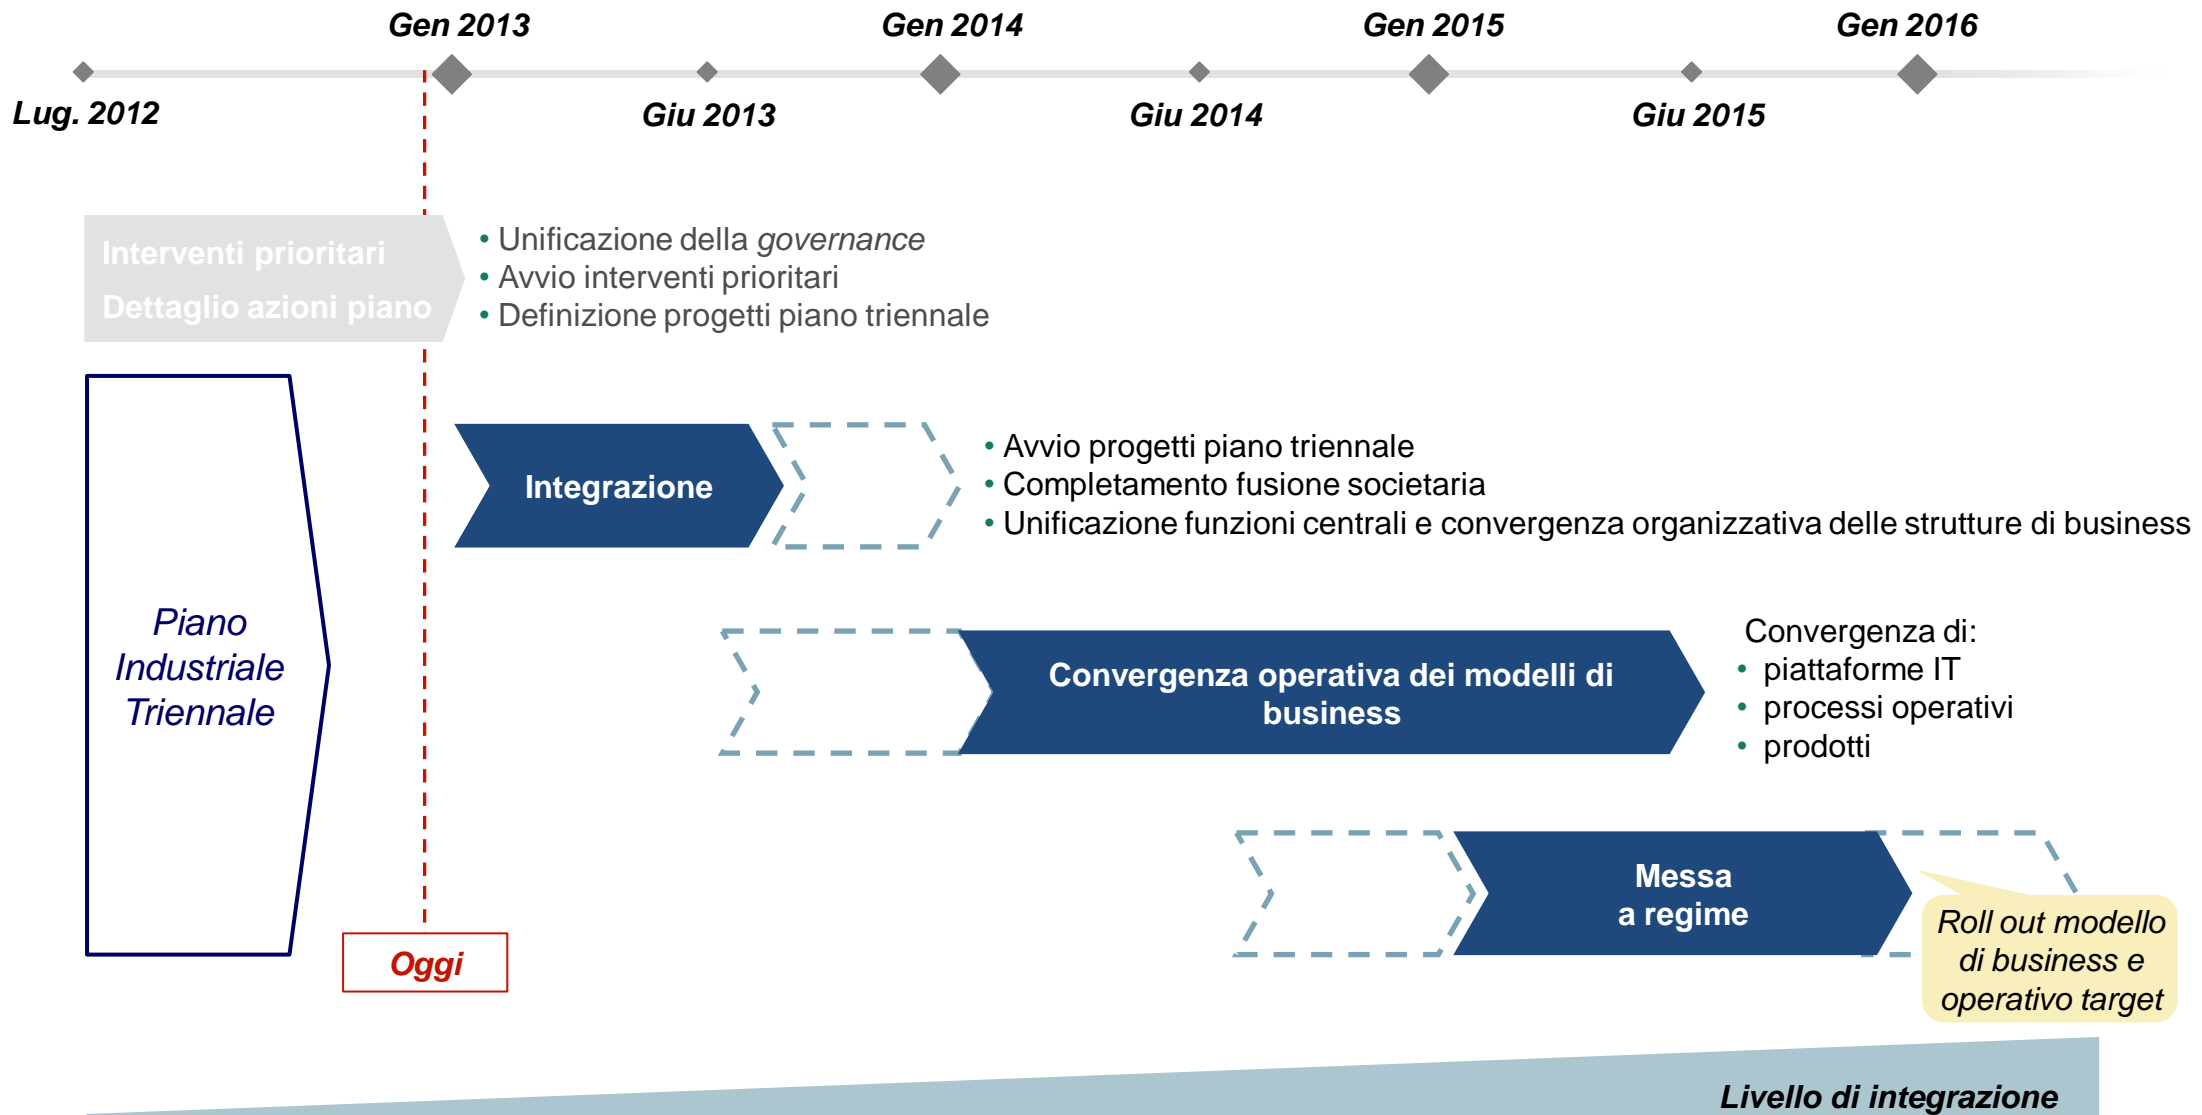 Gen 2013
Gen 2014
Gen 2015
Gen 2016
Lug. 2012
Giu 2013
Giu 2014
Giu 2015
Interventi prioritari
Dettaglio azioni piano
• Unificazione della governance
• Avvio interventi prioritari
• Definizione progetti piano triennale
Piano
Industriale
Triennale
Integrazione
• Avvio progetti piano triennale
• Completamento fusione societaria
• Unificazione funzioni centrali e convergenza organizzativa delle strutture di business
Convergenza operativa dei modelli di
business
Convergenza di:
• piattaforme IT
• processi operativi
• prodotti
Messa
a regime
Roll out modello
di business e
operativo target
Oggi
Livello di integrazione